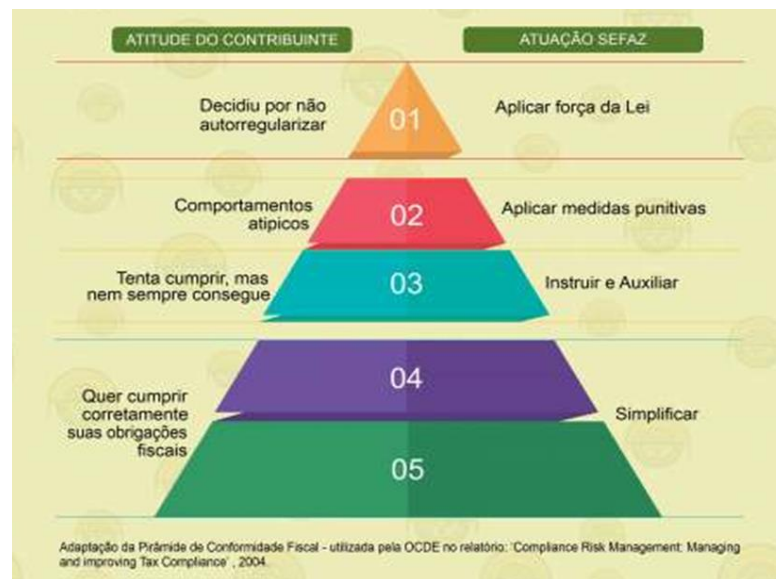 ATITUDE DO CONTRIBUINTE
ATUAÇÃO SEFAZ
Decidiu por não
autorregularizar
01
Aplicar força da Lei
Comportamentos
atipicos
02
Aplicar medidas punitivas
Tenta cumprir, mas
nem sempre consegue
03
Instruir e Auxiliar
04
Quer cumprir
corretamente
suas obrigações
fiscais
Simplificar
05
Adaptação da Pirâmide de Conformidade Fiscal - utilizada pela OCDE no relatório: 'Compliance Risk Management: Managing
and improving Tax Compliance' , 2004.